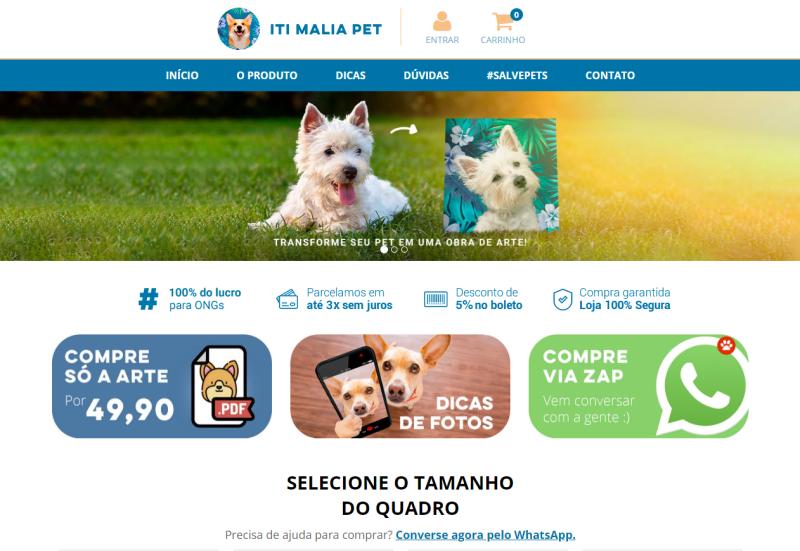 ITI MALIA PET
ENTRAR
0
CARRINHO
INÍCIO
O PRODUTO
DICAS
DÚVIDAS
#SALVEPETS
CONTATO
TRANSFORME SEU PET EM UMA OBRA DE ARTE!
#
100% do lucro
para ONGs
Parcelamos em
até 3x sem juros
Desconto de
5% no boleto
Compra garantida
Loja 100% Segura
COMPRE
SÓ A ARTE
Por 49,90
.PDF
DICAS
DE FOTOS
COMPRE
VIA ZAP
Vem conversar
com a gente :)
SELECIONE O TAMANHO
DO QUADRO
Precisa de ajuda para comprar? Converse agora pelo WhatsApp.